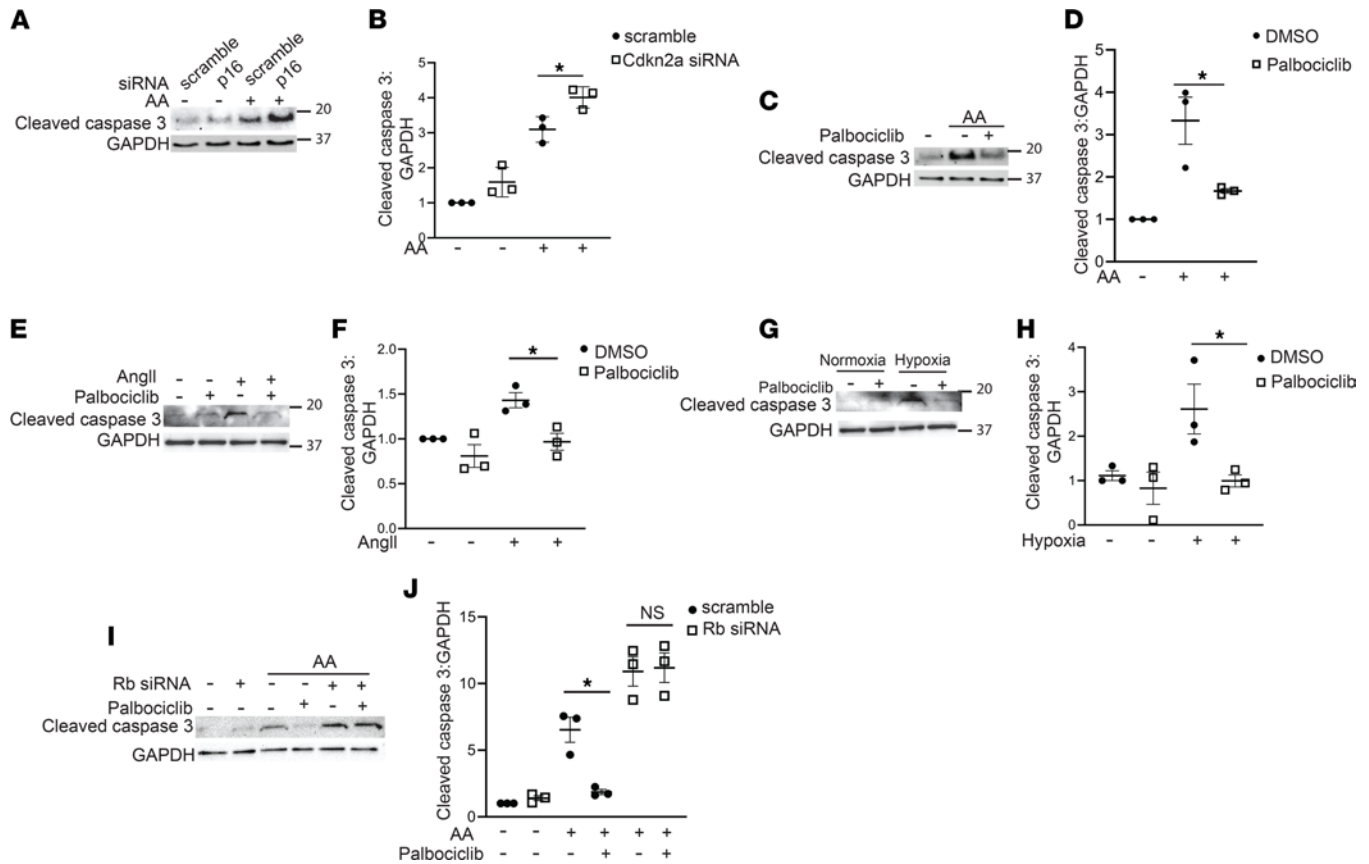 A
siRNA scramble p16 scramble p16
AA - - + +
Cleaved caspase 3 20
GAPDH 37
B
● scramble
□ Cdkn2a siRNA
Cleaved caspase 3:
GAPDH
5
4
3
2
1
0
*
AA - - + +
C
AA
Palbociclib - - +
Cleaved caspase 3 20
GAPDH 37
D
● DMSO
□ Palbociclib
Cleaved caspase 3:GAPDH
5
4
3
2
1
0
*
AA - + +
E
AngII - - + +
Palbociclib - + - +
Cleaved caspase 3 20
GAPDH 37
F
● DMSO
□ Palbociclib
Cleaved caspase 3:
GAPDH
2.0
1.5
1.0
0.5
0.0
*
AngII - - + +
G
Normoxia Hypoxia
Palbociclib - + - +
Cleaved caspase 3 20
GAPDH 37
H
● DMSO
□ Palbociclib
Cleaved caspase 3:
GAPDH
4
3
2
1
0
*
Hypoxia - - + +
I
AA
Rb siRNA - + - - + +
Palbociclib - - - + - +
Cleaved caspase 3
GAPDH
J
● scramble
□ Rb siRNA
Cleaved caspase 3:GAPDH
15
10
5
0
*
NS
AA - - + + + +
Palbociclib - - - + - +